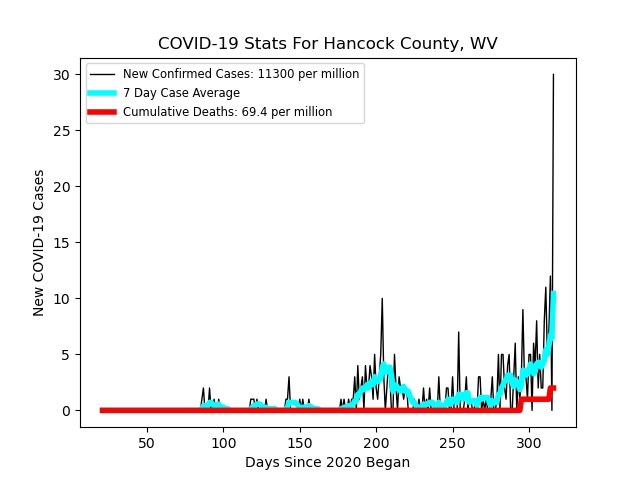 COVID-19 Stats For Hancock County, WV
New Confirmed Cases: 11300 per million
7 Day Case Average
Cumulative Deaths: 69.4 per million
New COVID-19 Cases
30
25
20
15
10
5
0
50 100 150 200 250 300
Days Since 2020 Began